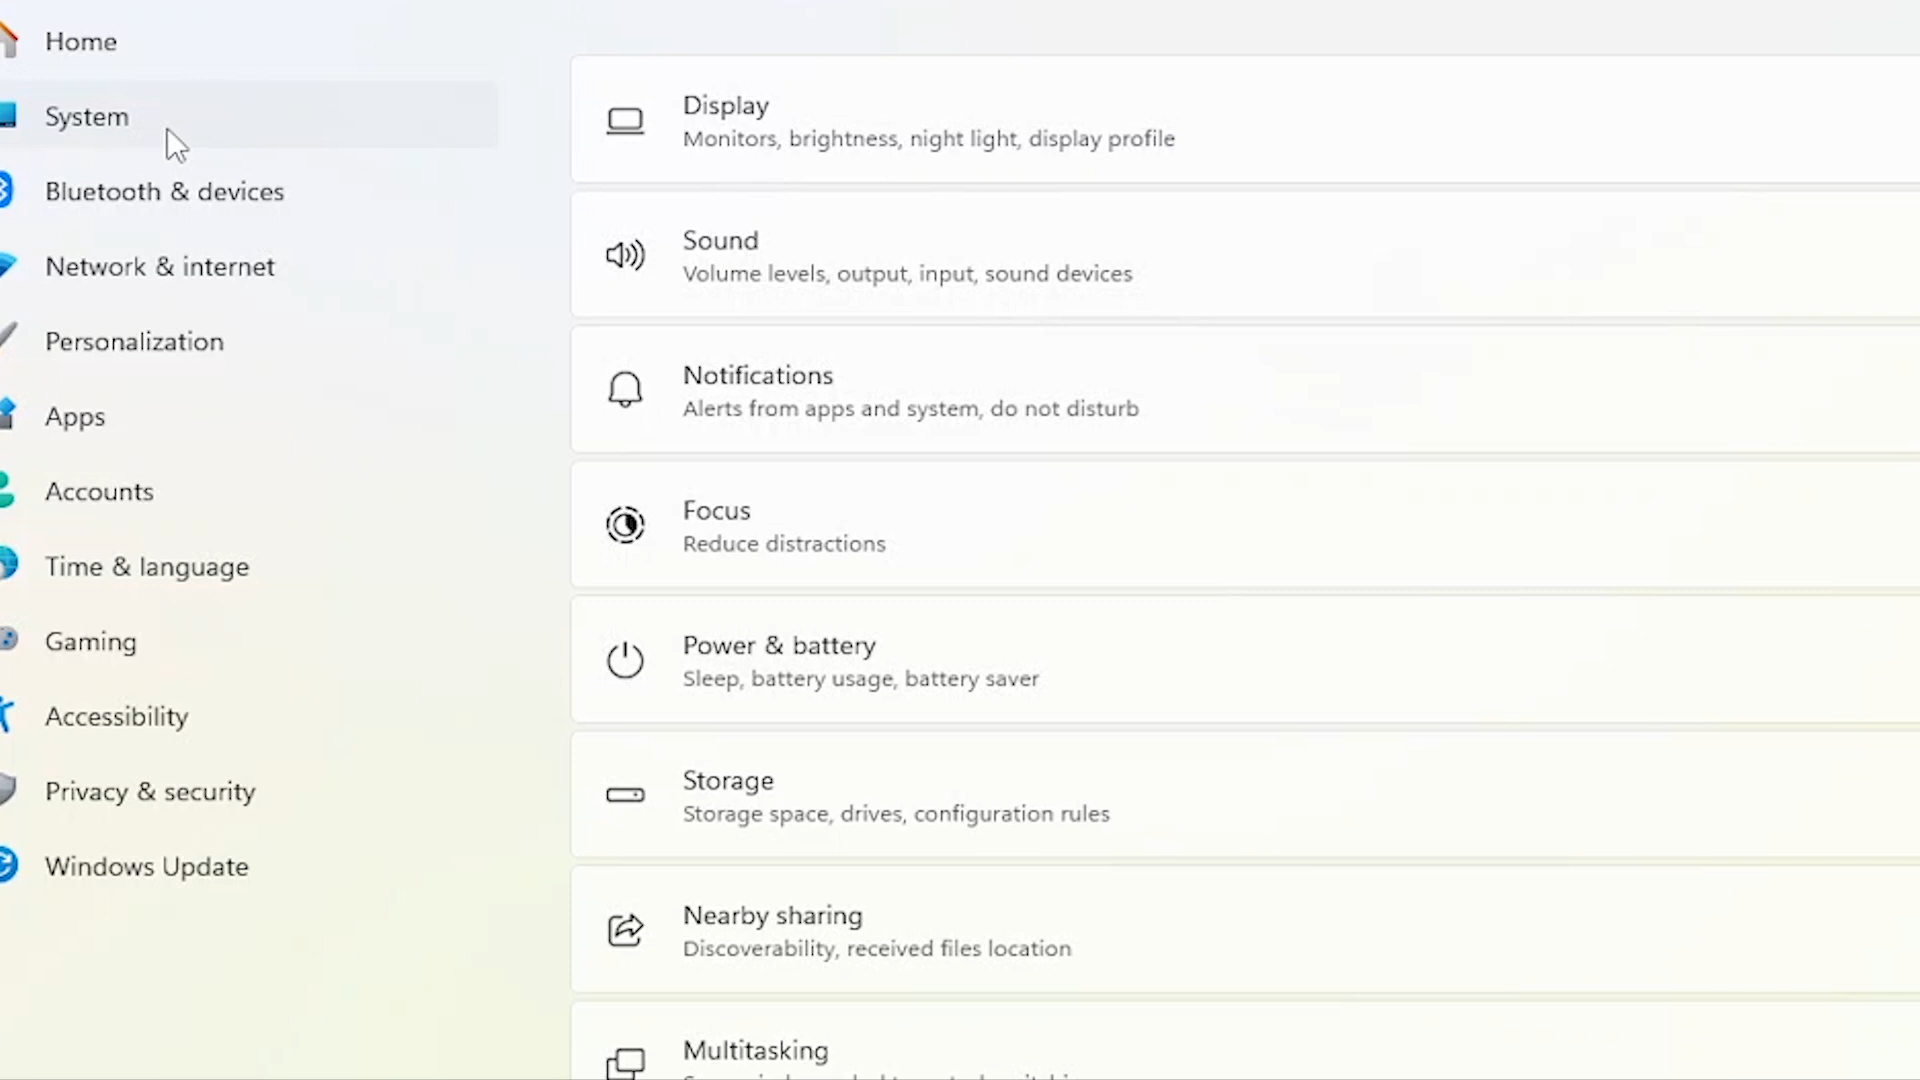 Home
System
Bluetooth & devices
Network & internet
Personalization
Apps
Accounts
Time & language
Gaming
Accessibility
Privacy & security
Windows Update
Display
Monitors, brightness, night light, display profile
Sound
Volume levels, output, input, sound devices
Notifications
Alerts from apps and system, do not disturb
Focus
Reduce distractions
Power & battery
Sleep, battery usage, battery saver
Storage
Storage space, drives, configuration rules
Nearby sharing
Discoverability, received files location
Multitasking